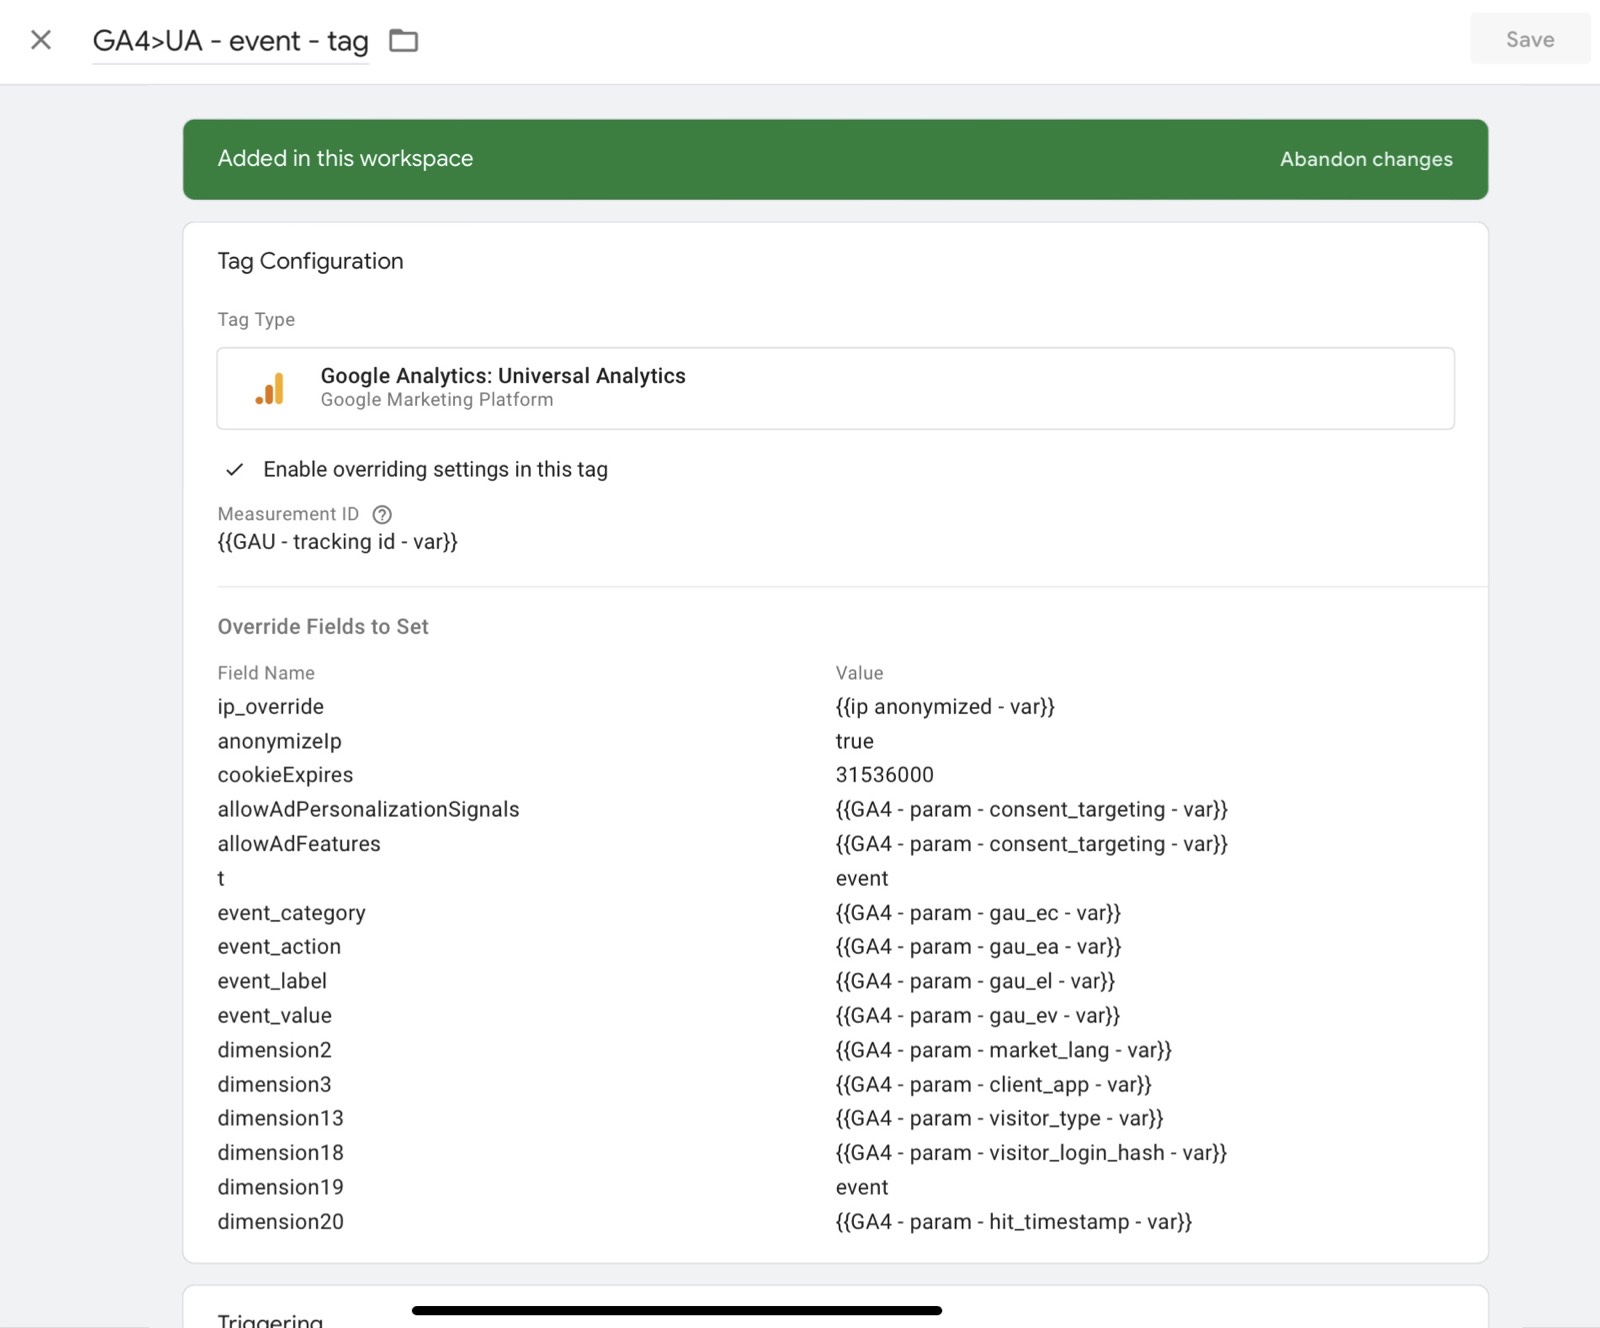 GA4>UA - event - tag
Save
Added in this workspace
Abandon changes
Tag Configuration
Tag Type
Google Analytics: Universal Analytics
Google Marketing Platform
Enable overriding settings in this tag
Measurement ID
{{GAU - tracking id - var}}
Override Fields to Set
Field Name Value
ip_override {{ip anonymized - var}}
anonymizeIp true
cookieExpires 31536000
allowAdPersonalizationSignals {{GA4 - param - consent_targeting - var}}
allowAdFeatures {{GA4 - param - consent_targeting - var}}
t event
event_category {{GA4 - param - gau_ec - var}}
event_action {{GA4 - param - gau_ea - var}}
event_label {{GA4 - param - gau_el - var}}
event_value {{GA4 - param - gau_ev - var}}
dimension2 {{GA4 - param - market_lang - var}}
dimension3 {{GA4 - param - client_app - var}}
dimension13 {{GA4 - param - visitor_type - var}}
dimension18 {{GA4 - param - visitor_login_hash - var}}
dimension19 event
dimension20 {{GA4 - param - hit_timestamp - var}}
Triggering